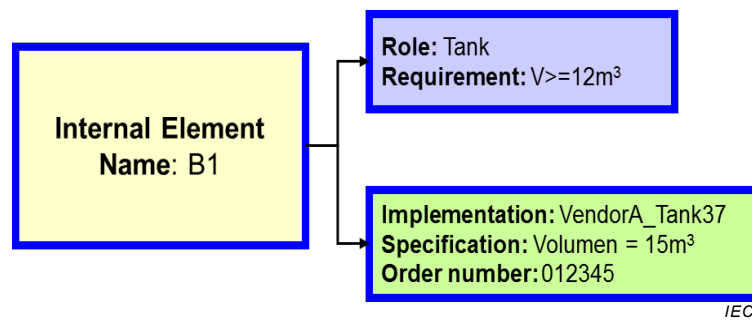 Internal Element
Name: B1
Role: Tank
Requirement: V>=12m³
Implementation: VendorA_Tank37
Specification: Volumen = 15m³
Order number: 012345
IEC